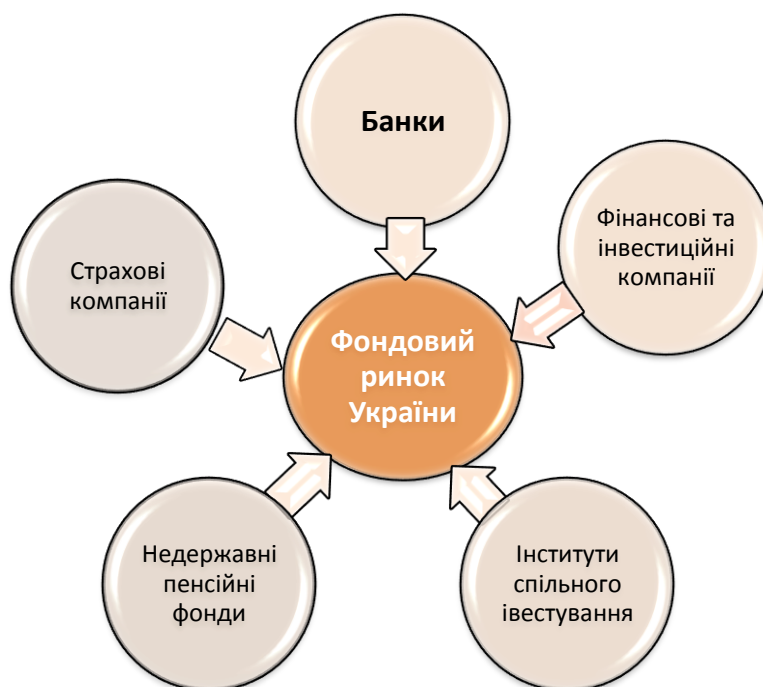 Банки
Фінансові та
інвестиційні
компанії
Страхові
компанії
Фондовий
ринок
України
Недержавні
пенсійні
фонди
Інститути
спільного
івестування